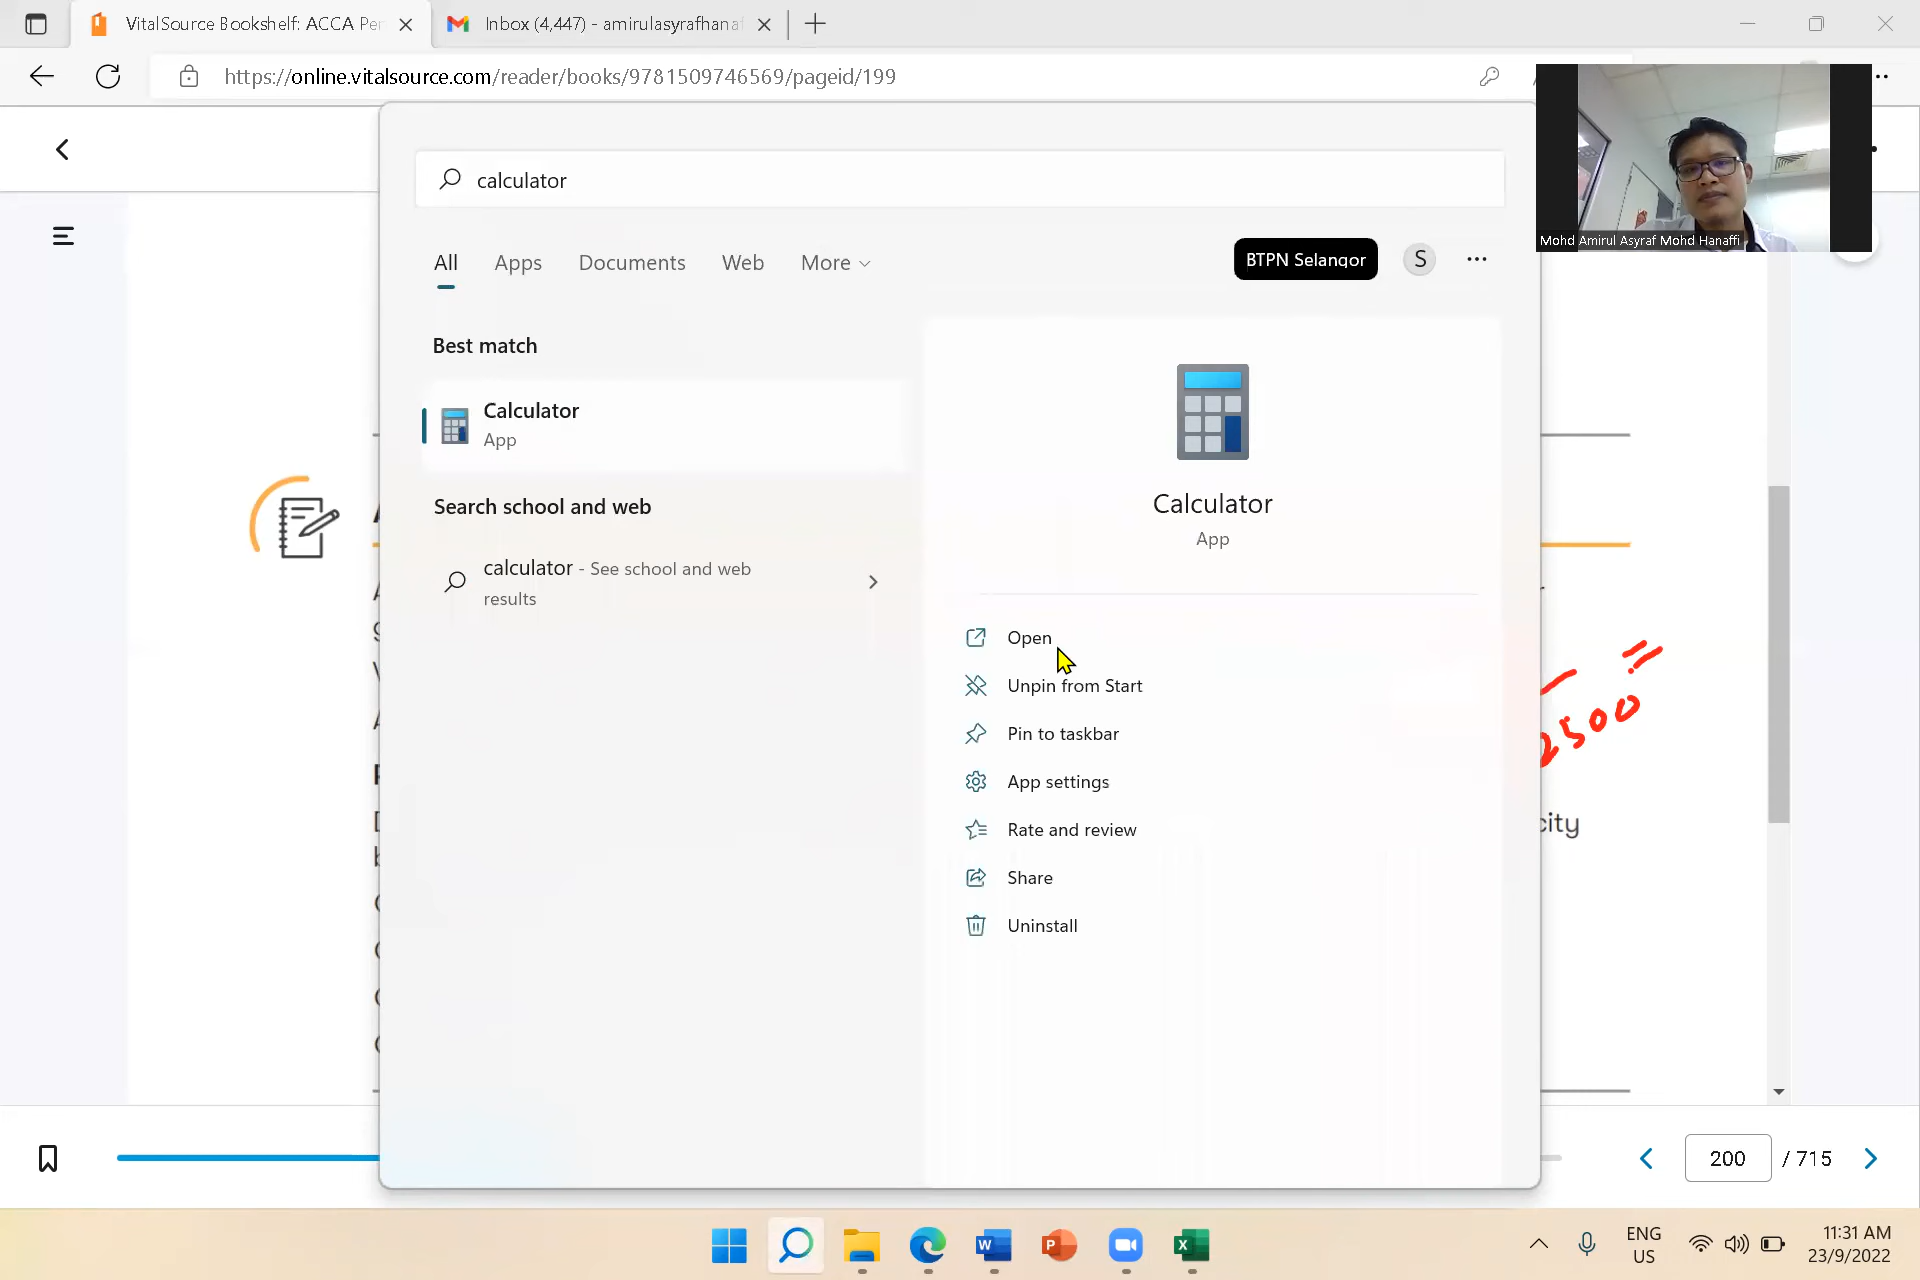 VitalSource Bookshelf: ACCA Per
Inbox (4,447) - amirulasyrafhanaf
https://online.vitalsource.com/reader/books/9781509746569/pageid/199
calculator
All Apps Documents Web More
BTPN Selangor
S
Mohd Amirul Asyraf Mohd Hanaffi
Best match
Calculator
App
Search school and web
calculator - See school and web
results
Calculator
App
Open
Unpin from Start
Pin to taskbar
App settings
Rate and review
Share
Uninstall
=
2500
city
200 / 715
ENG
US
11:31 AM
23/9/2022